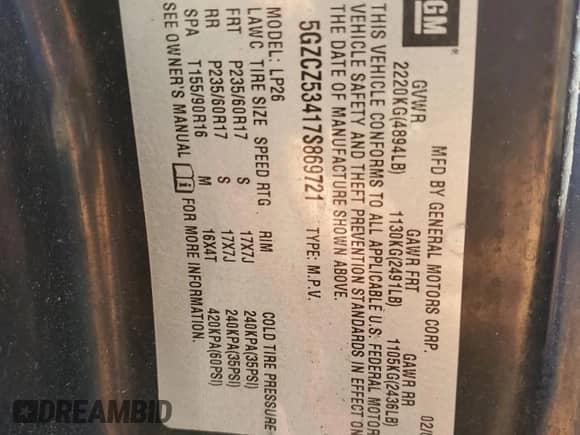 GM®
MFD BY GENERAL MOTORS CORP. 02/0
GVWR GAWR FRT GAWR RR
2220KG(4894LB) 1130KG(2491LB) 1105KG(2436LB)
THIS VEHICLE CONFORMS TO ALL APPLICABLE U.S. FEDERAL MOTOR
VEHICLE SAFETY AND THEFT PREVENTION STANDARDS IN EFFECT ON
THE DATE OF MANUFACTURE SHOWN ABOVE.
5GZCZ53417S869721 TYPE: M.P.V.
MODEL: LP26
LAWC TIRE SIZE SPEED RTG RIM COLD TIRE PRESSURE
FRT P235/60R17 S 17X7J 240KPA(35PSI)
RR P235/60R17 S 17X7J 240KPA(35PSI)
SPA T155/90R16 M 16X4T 420KPA(60PSI)
SEE OWNER'S MANUAL i FOR MORE INFORMATION.
DREAMBID